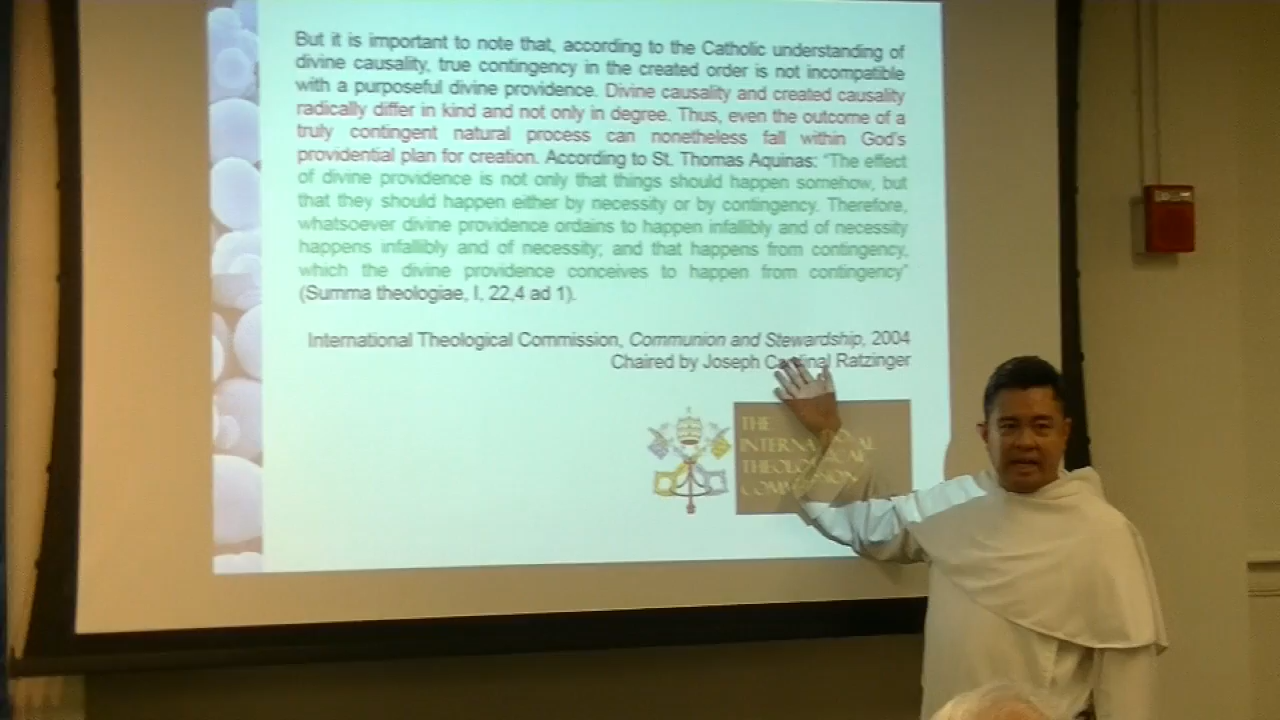 But it is important to note that, according to the Catholic understanding of
divine causality, true contingency in the created order is not incompatible
with a purposeful divine providence. Divine causality and created causality
radically differ in kind and not only in degree. Thus, even the outcome of a
truly contingent natural process can nonetheless fall within God's
providential plan for creation. According to St. Thomas Aquinas: "The effect
of divine providence is not only that things should happen somehow, but
that they should happen either by necessity or by contingency. Therefore,
whatsoever divine providence ordains to happen infallibly and of necessity
happens infallibly and of necessity; and that happens from contingency,
which the divine providence conceives to happen from contingency"
(Summa theologiae, I, 22,4 ad 1).
International Theological Commission, Communion and Stewardship, 2004
Chaired by Joseph Cardinal Ratzinger
THE
INTERNATIONAL
THEOLOGICAL
COMMISSION